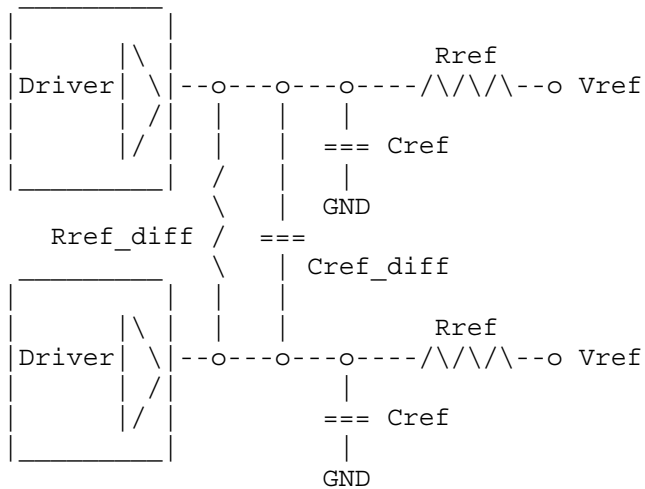 Rref
Driver Vref
Cref
GND
Rref_diff
Cref_diff
Rref
Driver Vref
Cref
GND